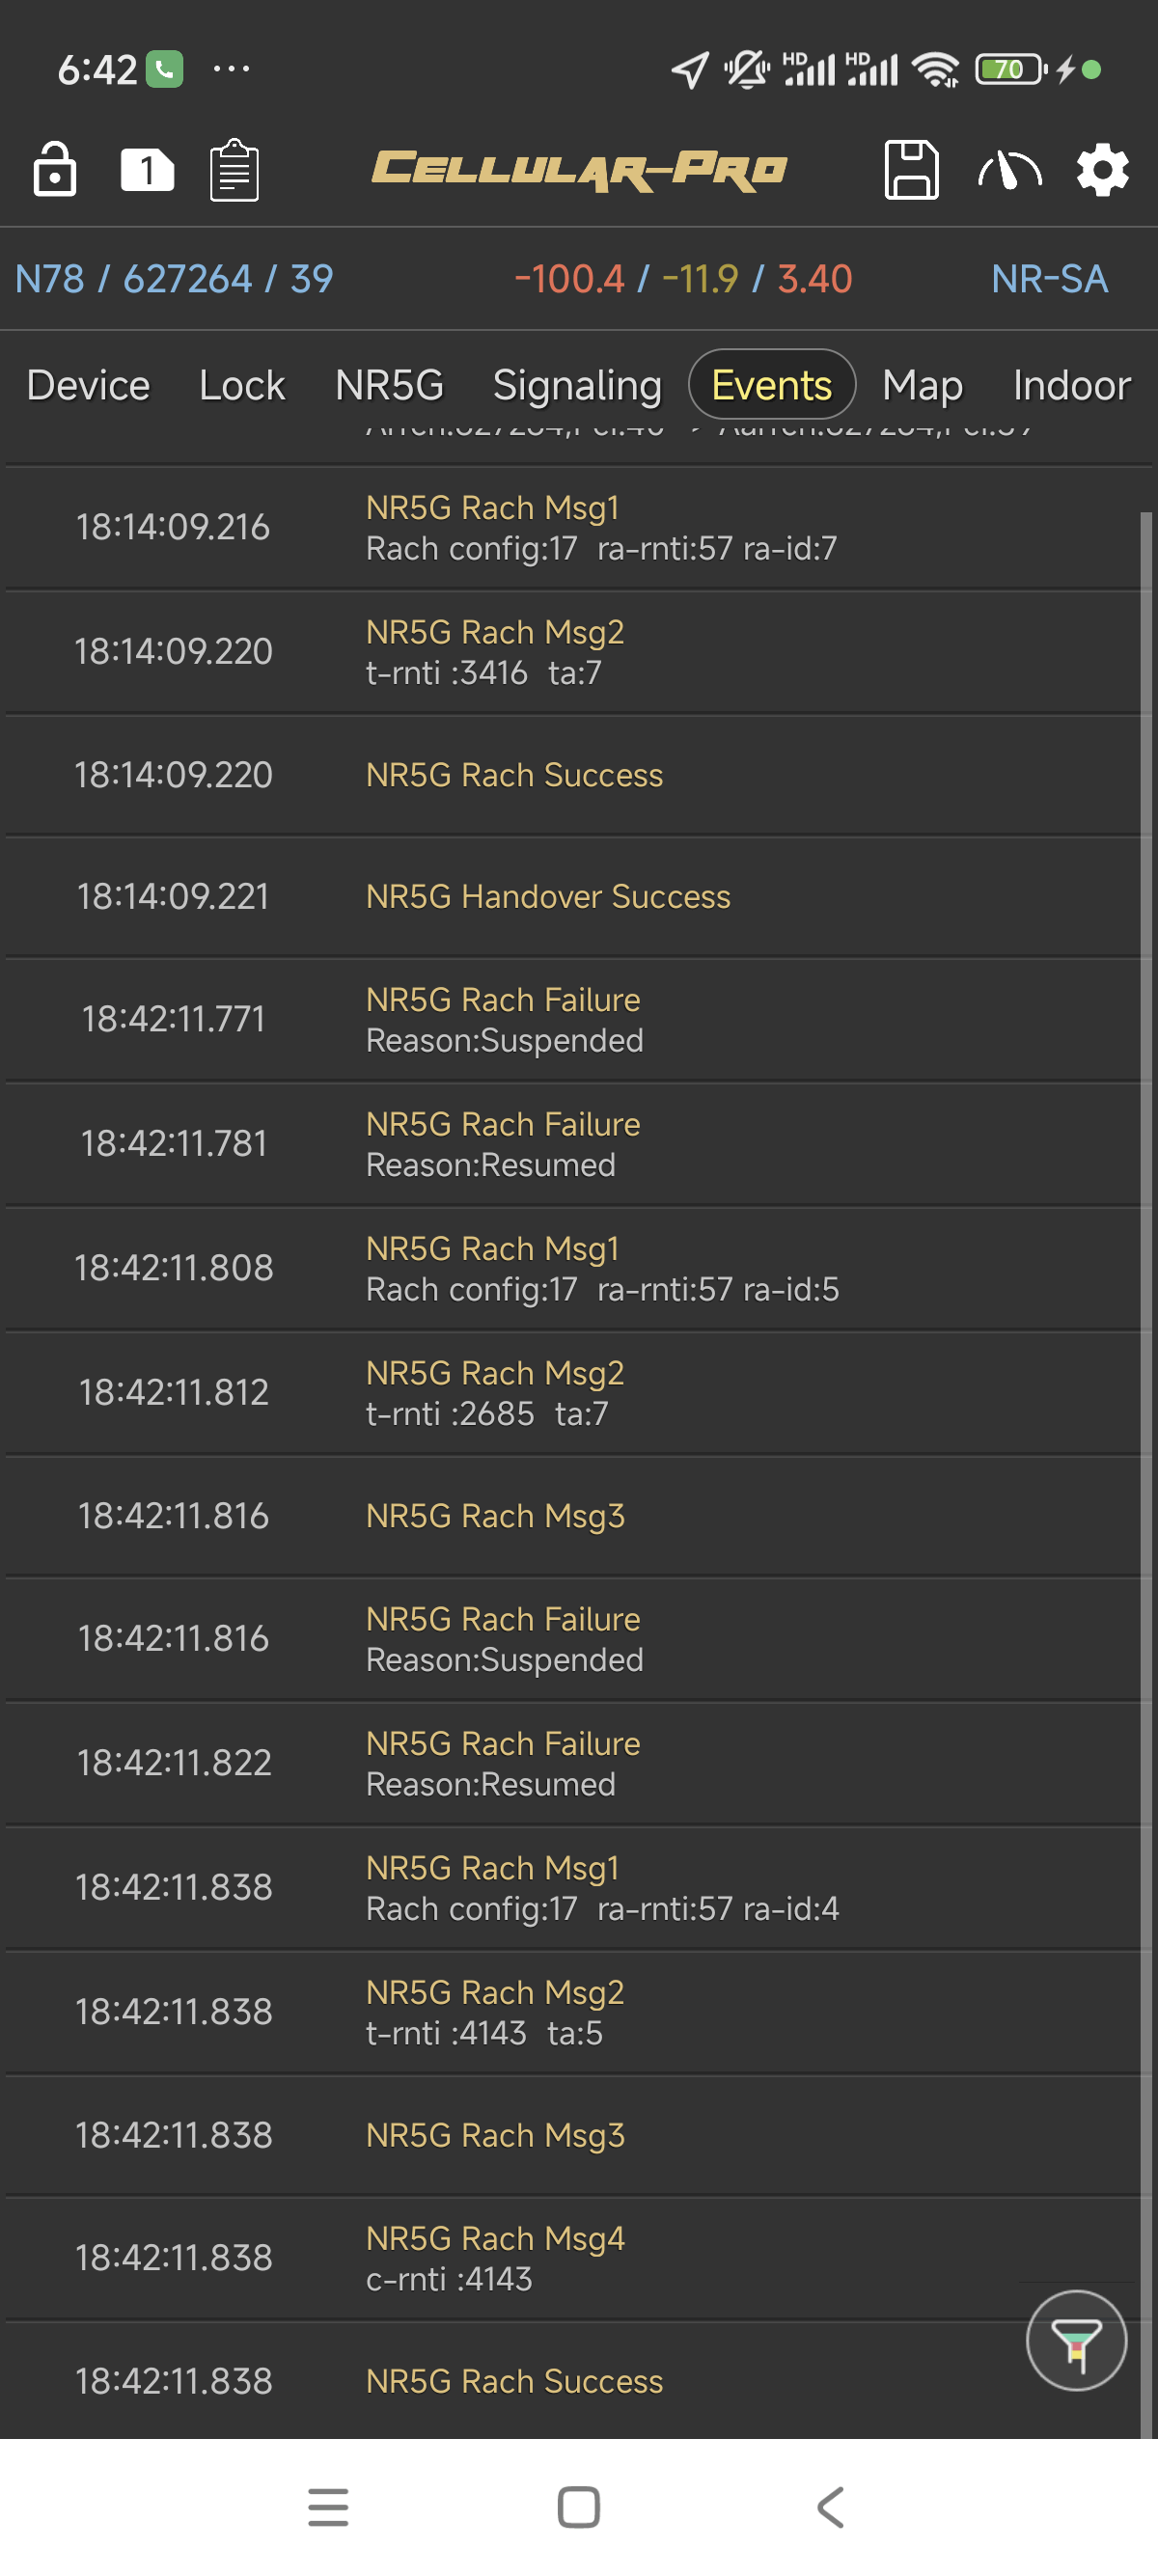 6:42
HD HD 70
1 CELLULAR-PRO
N78 / 627264 / 39 -100.4 / -11.9 / 3.40 NR-SA
Device Lock NR5G Signaling Events Map Indoor
18:14:09.216 NR5G Rach Msg1
Rach config:17 ra-rnti:57 ra-id:7
18:14:09.220 NR5G Rach Msg2
t-rnti :3416 ta:7
18:14:09.220 NR5G Rach Success
18:14:09.221 NR5G Handover Success
18:42:11.771 NR5G Rach Failure
Reason:Suspended
18:42:11.781 NR5G Rach Failure
Reason:Resumed
18:42:11.808 NR5G Rach Msg1
Rach config:17 ra-rnti:57 ra-id:5
18:42:11.812 NR5G Rach Msg2
t-rnti :2685 ta:7
18:42:11.816 NR5G Rach Msg3
18:42:11.816 NR5G Rach Failure
Reason:Suspended
18:42:11.822 NR5G Rach Failure
Reason:Resumed
18:42:11.838 NR5G Rach Msg1
Rach config:17 ra-rnti:57 ra-id:4
18:42:11.838 NR5G Rach Msg2
t-rnti :4143 ta:5
18:42:11.838 NR5G Rach Msg3
18:42:11.838 NR5G Rach Msg4
c-rnti :4143
18:42:11.838 NR5G Rach Success